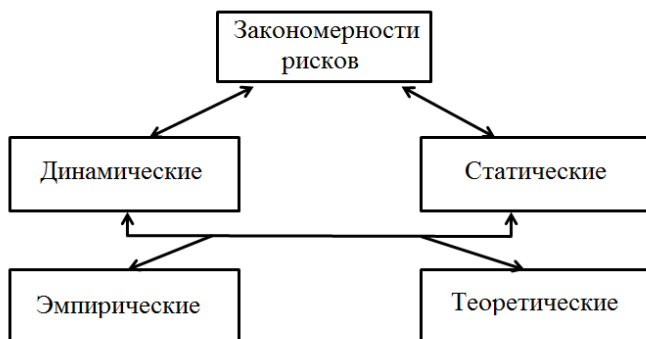 Закономерности
рисков
Динамические
Статические
Эмпирические
Теоретические